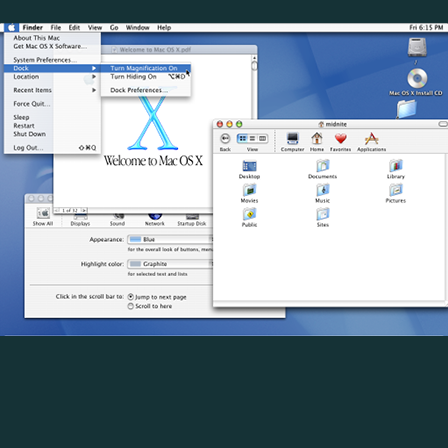 Finder File Edit View Go Window Help Fri 6:15 PM
About This Mac
Get Mac OS X Software...
System Preferences...
Dock
Location
Recent Items
Force Quit...
Sleep
Restart
Shut Down
Log Out... ⇧⌘Q
Turn Magnification On
Turn Hiding On ⌥⌘D
Dock Preferences...
Welcome to Mac OS X.pdf
X
Welcome to Mac OS X
1 of 32
/
Mac OS X Install CD
midnite
Back View Computer Home Favorites Applications
Desktop Documents Library
Movies Music Pictures
Public Sites
Show All Displays Sound Network Startup Disk
Appearance: Blue
for the overall look of buttons, menu
Highlight color: Graphite
for selected text and lists
Click in the scroll bar to: Jump to next page
Scroll to here